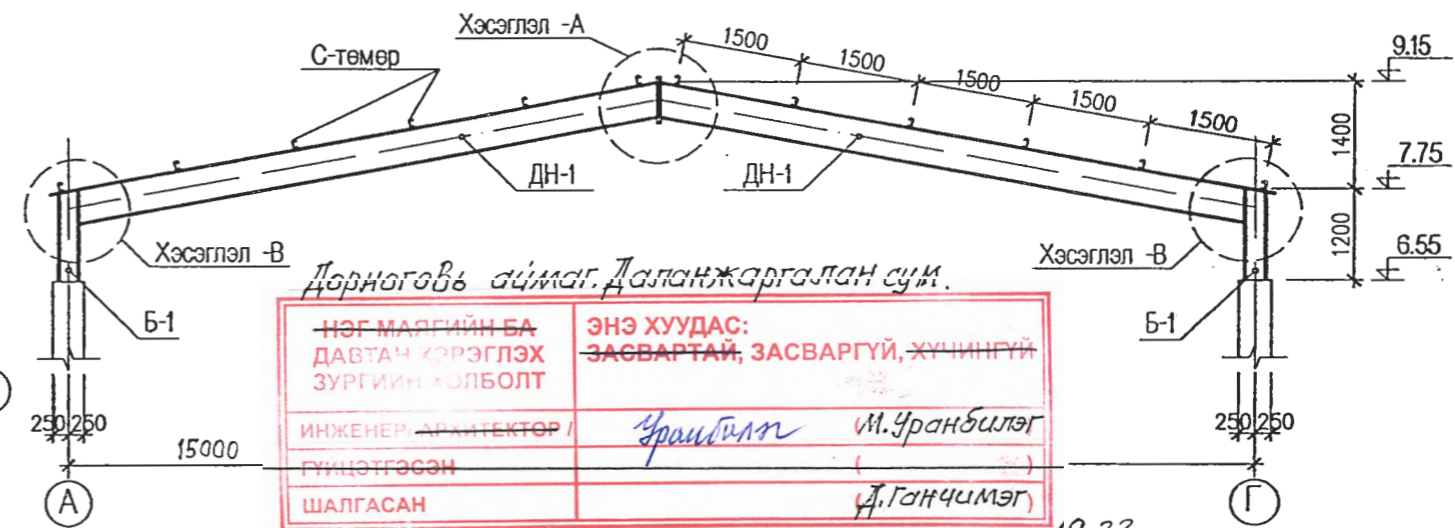 Хэсэглэл -А
С-төмөр
1500
1500
1500
1500
1500
9.15
1400
7.75
1200
6.55
ДН-1
ДН-1
Хэсэглэл -В
Хэсэглэл -В
Б-1
Б-1
Дорноговь аймаг. Даланжаргалан сум.
НЭГ МАЯГИЙН БА
ДАВТАН ХЭРЭГЛЭХ
ЗУРГИЙН ХОЛБОЛТ
ЭНЭ ХУУДАС:
ЗАСВАРТАЙ, ЗАСВАРГҮЙ, ХҮЧИНГҮЙ
ИНЖЕНЕР/ АРХИТЕКТОР / Уранбилэг (М.Уранбилэг)
ГҮЙЦЭТГЭСЭН ( )
ШАЛГАСАН (Д.Ганчимэг)
250 250
250 250
15000
А
Г